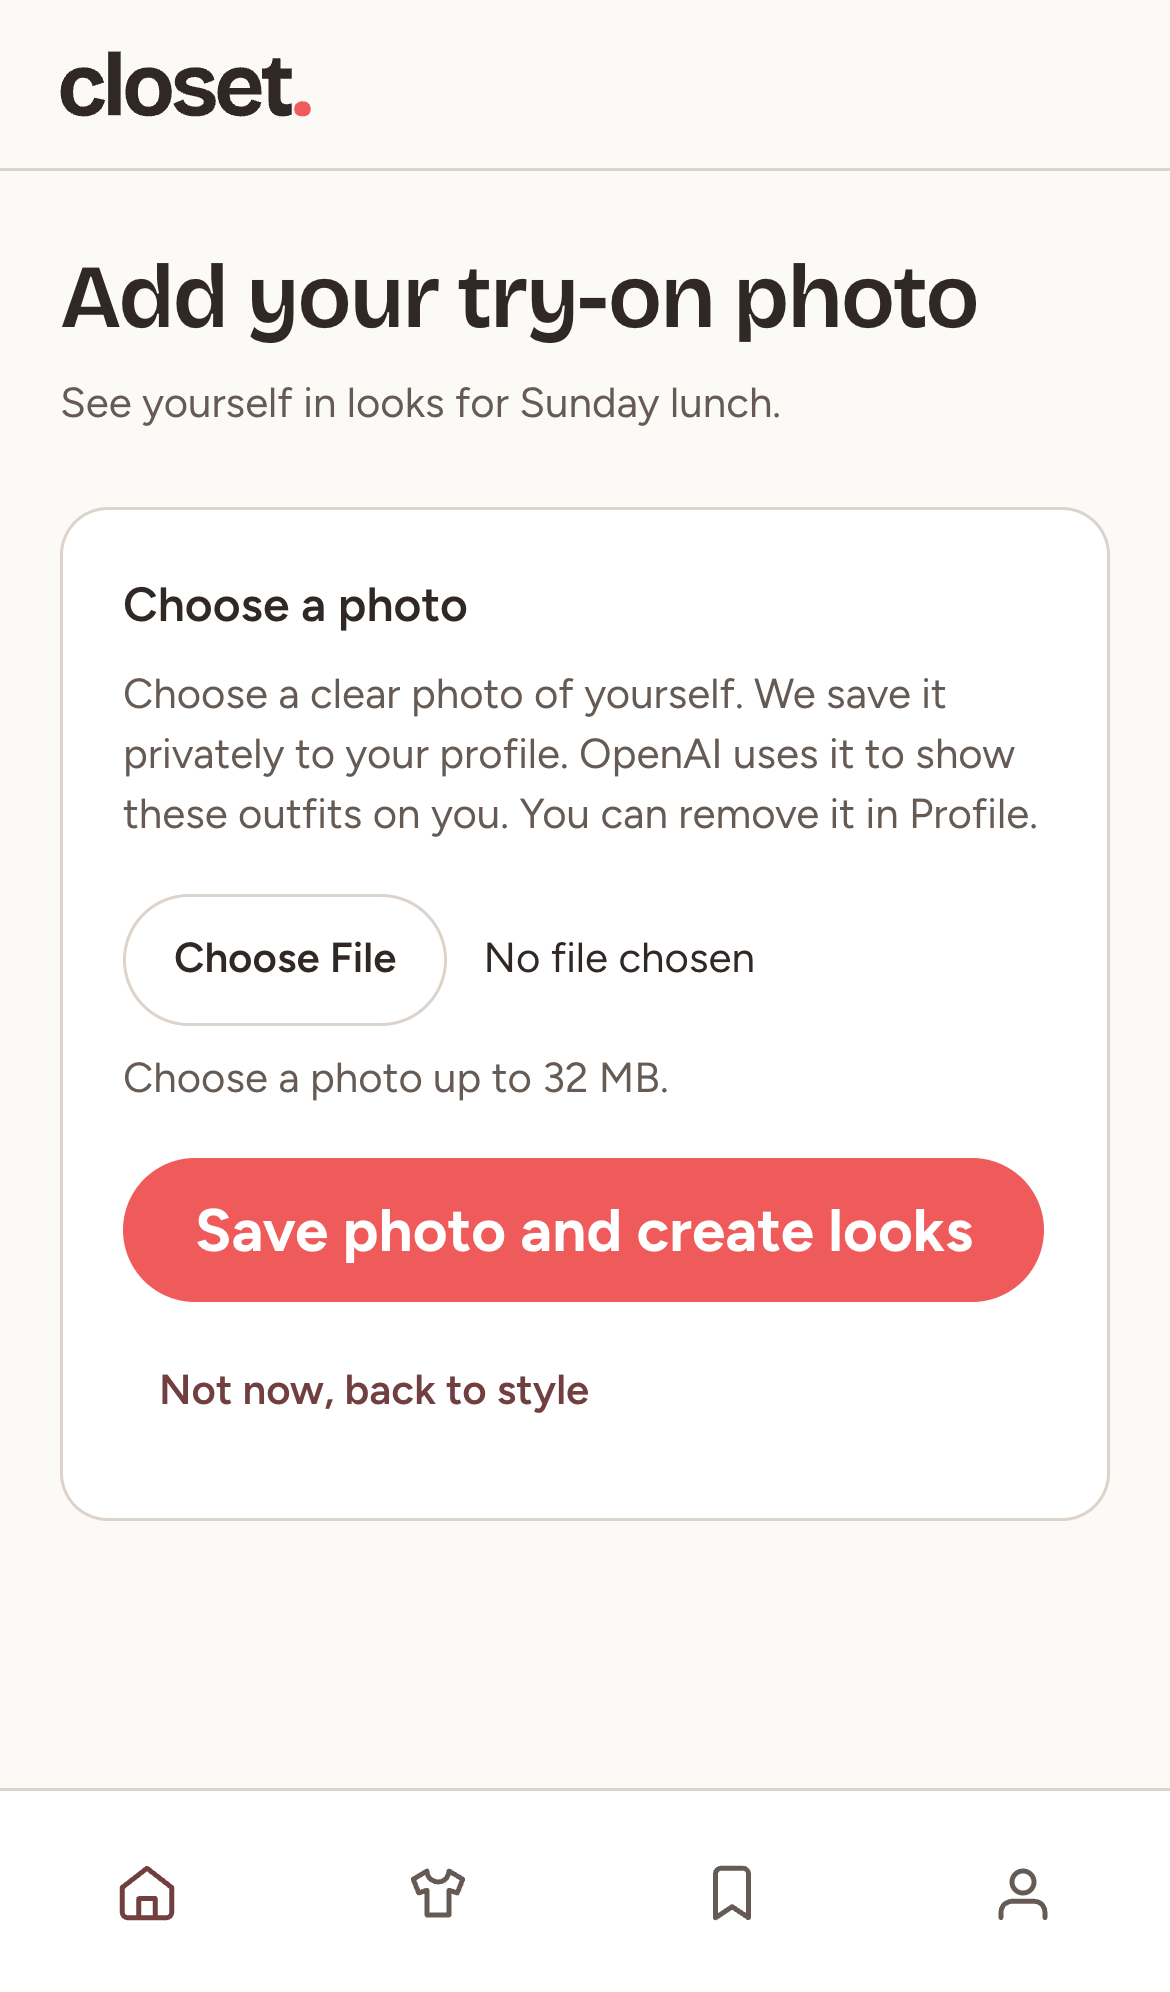 closet.
Add your try-on photo
See yourself in looks for Sunday lunch.
Choose a photo
Choose a clear photo of yourself. We save it
privately to your profile. OpenAI uses it to show
these outfits on you. You can remove it in Profile.
Choose File No file chosen
Choose a photo up to 32 MB.
Save photo and create looks
Not now, back to style